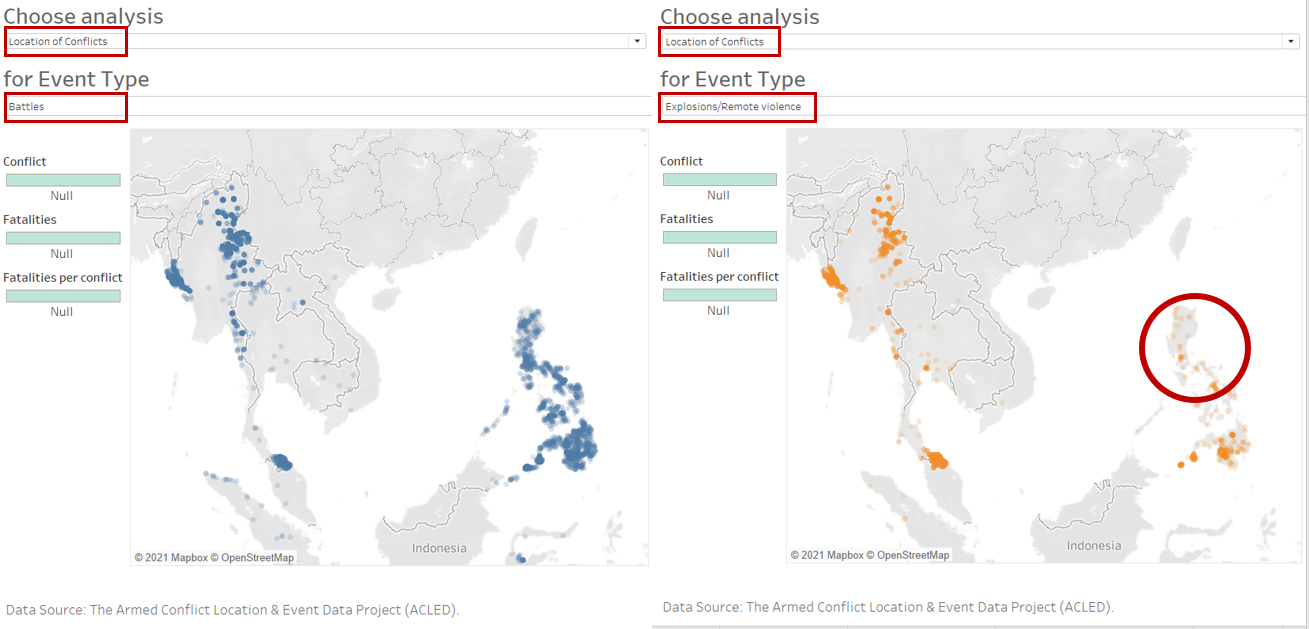 Choose analysis
Location of Conflicts
for Event Type
Battles
Conflict
Null
Fatalities
Null
Fatalities per conflict
Null
Indonesia
© 2021 Mapbox © OpenStreetMap
Data Source: The Armed Conflict Location & Event Data Project (ACLED).
Choose analysis
Location of Conflicts
for Event Type
Explosions/Remote violence
Conflict
Null
Fatalities
Null
Fatalities per conflict
Null
Indonesia
© 2021 Mapbox © OpenStreetMap
Data Source: The Armed Conflict Location & Event Data Project (ACLED).